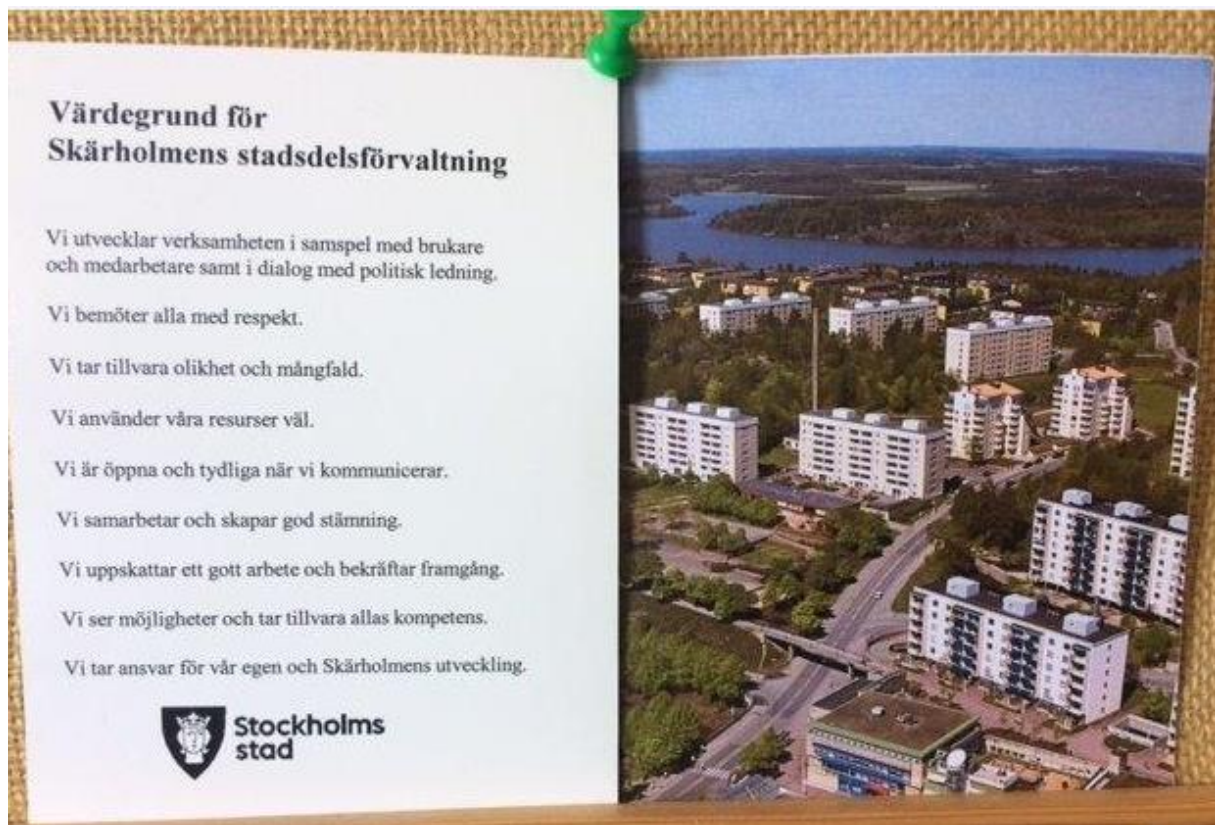 Värdegrund för
Skärholmens stadsdelsförvaltning
Vi utvecklar verksamheten i samspel med brukare
och medarbetare samt i dialog med politisk ledning.
Vi bemöter alla med respekt.
Vi tar tillvara olikhet och mångfald.
Vi använder våra resurser väl.
Vi är öppna och tydliga när vi kommunicerar.
Vi samarbetar och skapar god stämning.
Vi uppskattar ett gott arbete och bekräftar framgång.
Vi ser möjligheter och tar tillvara allas kompetens.
Vi tar ansvar för vår egen och Skärholmens utveckling.
Stockholms
stad